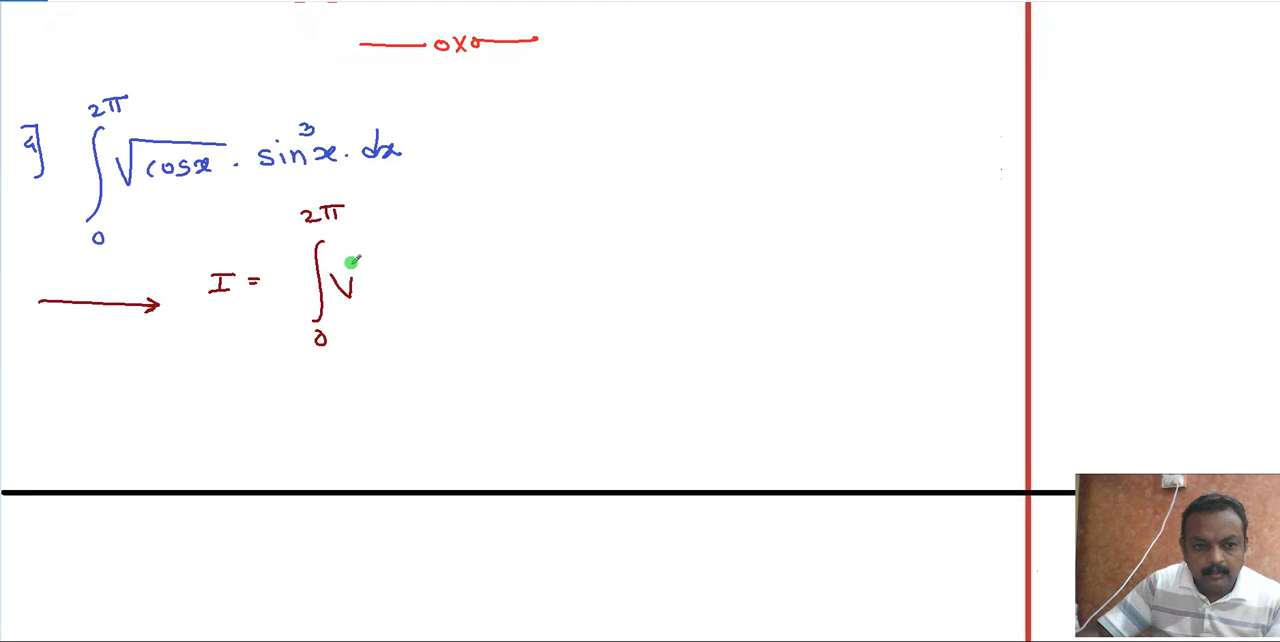 oxo
4] ∫₀^{2π} √cosx · sin³x · dx
I = ∫₀^{2π} √